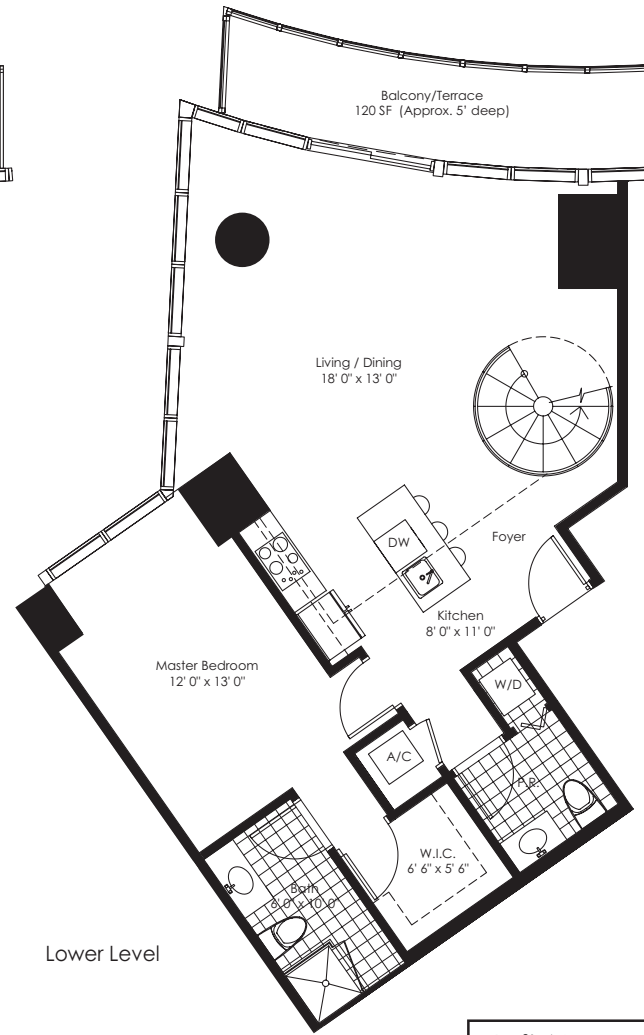 Balcony/Terrace
120 SF (Approx. 5' deep)
Living / Dining
18' 0" x 13' 0"
DW
Foyer
Kitchen
8' 0" x 11' 0"
Master Bedroom
12' 0" x 13' 0"
W/D
A/C
P.R.
W.I.C.
6' 6" x 5' 6"
Bath
6' 0" x 10' 0"
Lower Level